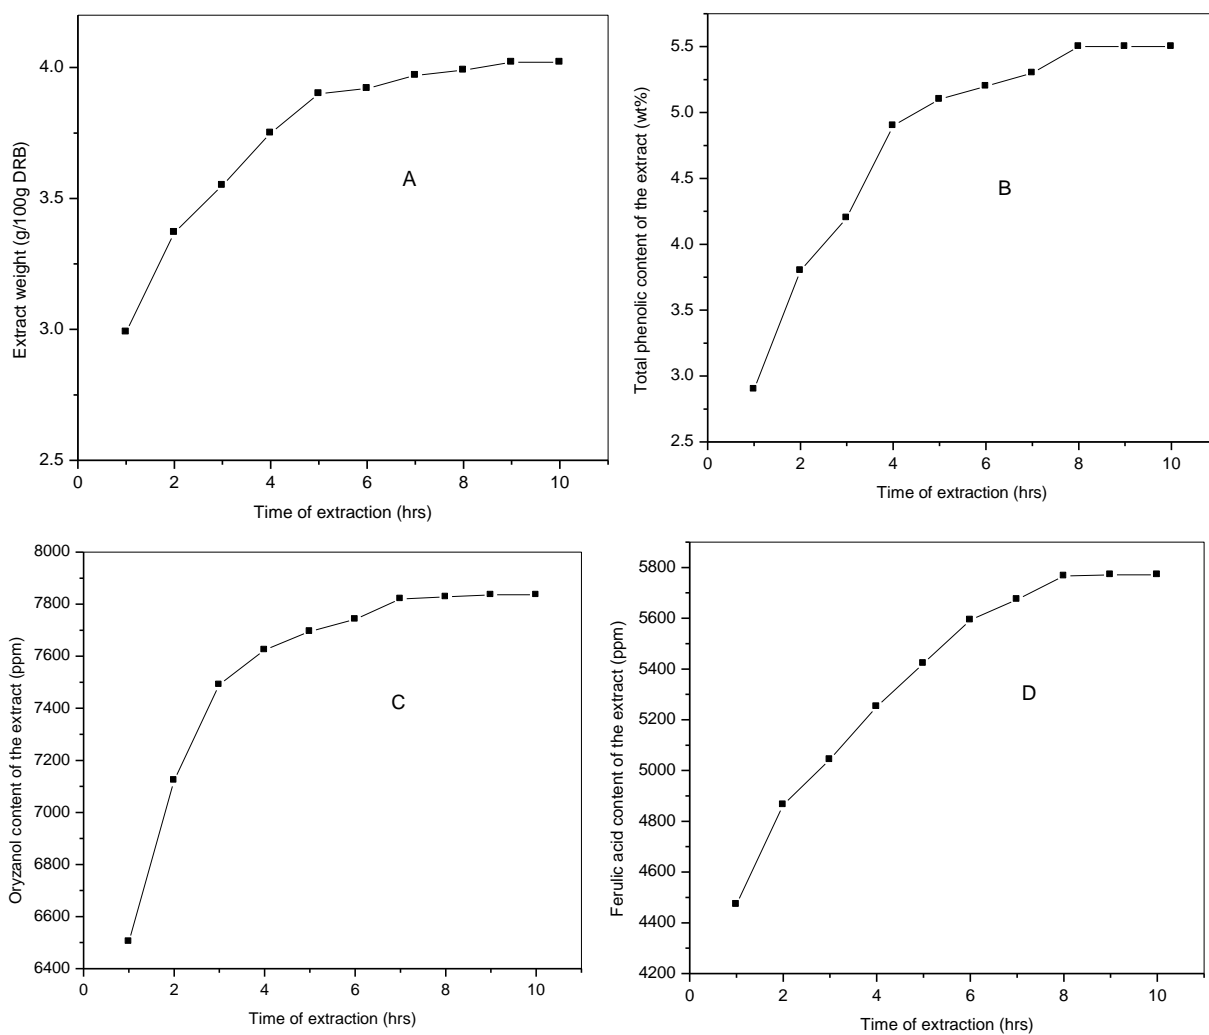 4.0
3.5
3.0
2.5
Extract weight (g/100g DRB)
A
0 2 4 6 8 10
Time of extraction (hrs)
5.5
5.0
4.5
4.0
3.5
3.0
2.5
Total phenolic content of the extract (wt%)
B
0 2 4 6 8 10
Time of extraction (hrs)
8000
7800
7600
7400
7200
7000
6800
6600
6400
Oryzanol content of the extract (ppm)
C
0 2 4 6 8 10
Time of extraction (hrs)
5800
5600
5400
5200
5000
4800
4600
4400
4200
Ferulic acid content of the extract (ppm)
D
0 2 4 6 8 10
Time of extraction (hrs)